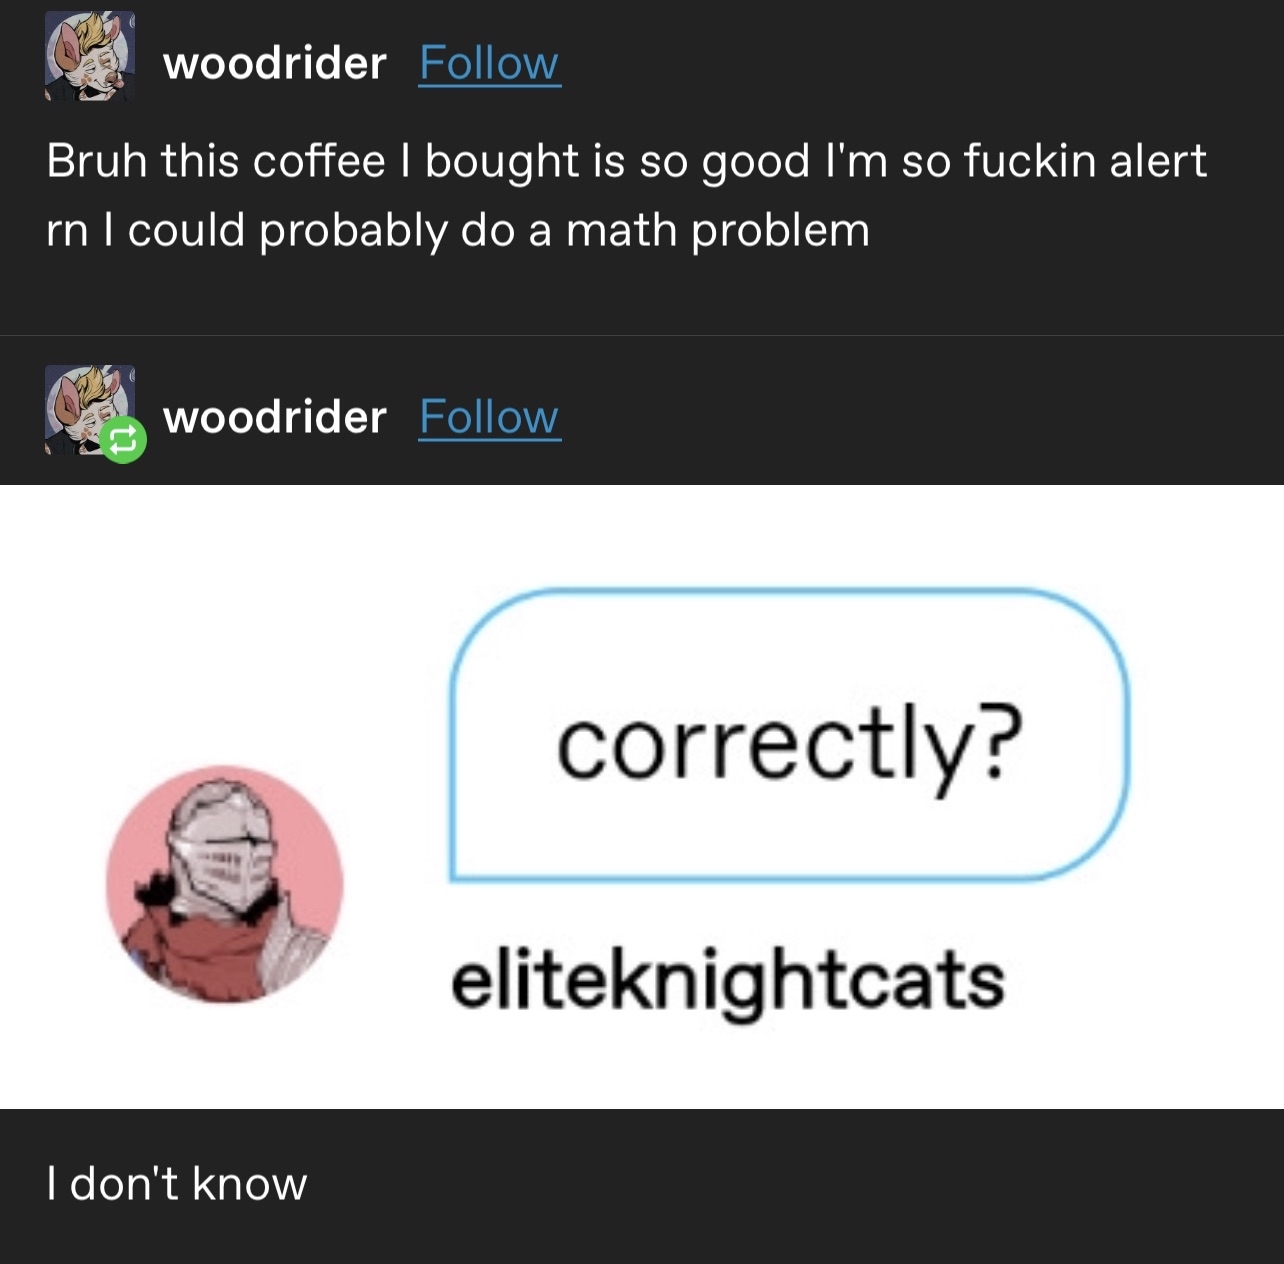 woodrider Follow
Bruh this coffee I bought is so good I'm so fuckin alert
rn I could probably do a math problem
woodrider Follow
correctly?
eliteknightcats
I don't know